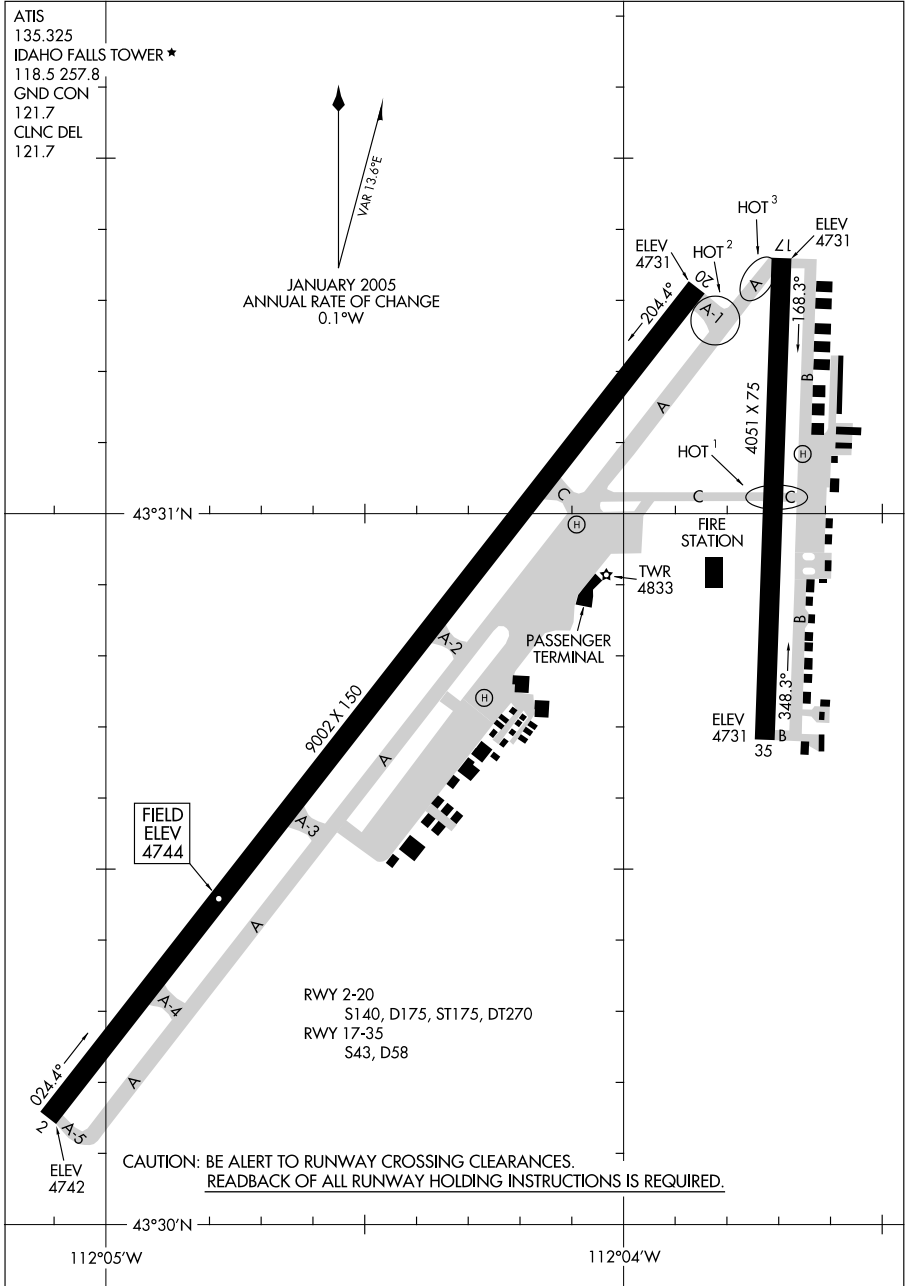 ATIS
135.325
IDAHO FALLS TOWER ★
118.5 257.8
GND CON
121.7
CLNC DEL
121.7
VAR 13.6°E
JANUARY 2005
ANNUAL RATE OF CHANGE
0.1°W
HOT 3
ELEV
4731
17
HOT 2
ELEV
4731
20
A
A-1
204.4°
168.3°
A
B
4051 X 75
HOT 1
H
C
C
C
43°31'N
H
FIRE
STATION
TWR
4833
PASSENGER
TERMINAL
A-2
B
H
348.3°
ELEV
4731
B
35
9002 X 150
A
FIELD
ELEV
4744
A-3
A
A-4
RWY 2-20
S140, D175, ST175, DT270
RWY 17-35
S43, D58
024.4°
A
2
A-5
ELEV
4742
CAUTION: BE ALERT TO RUNWAY CROSSING CLEARANCES.
READBACK OF ALL RUNWAY HOLDING INSTRUCTIONS IS REQUIRED.
43°30'N
112°05'W
112°04'W